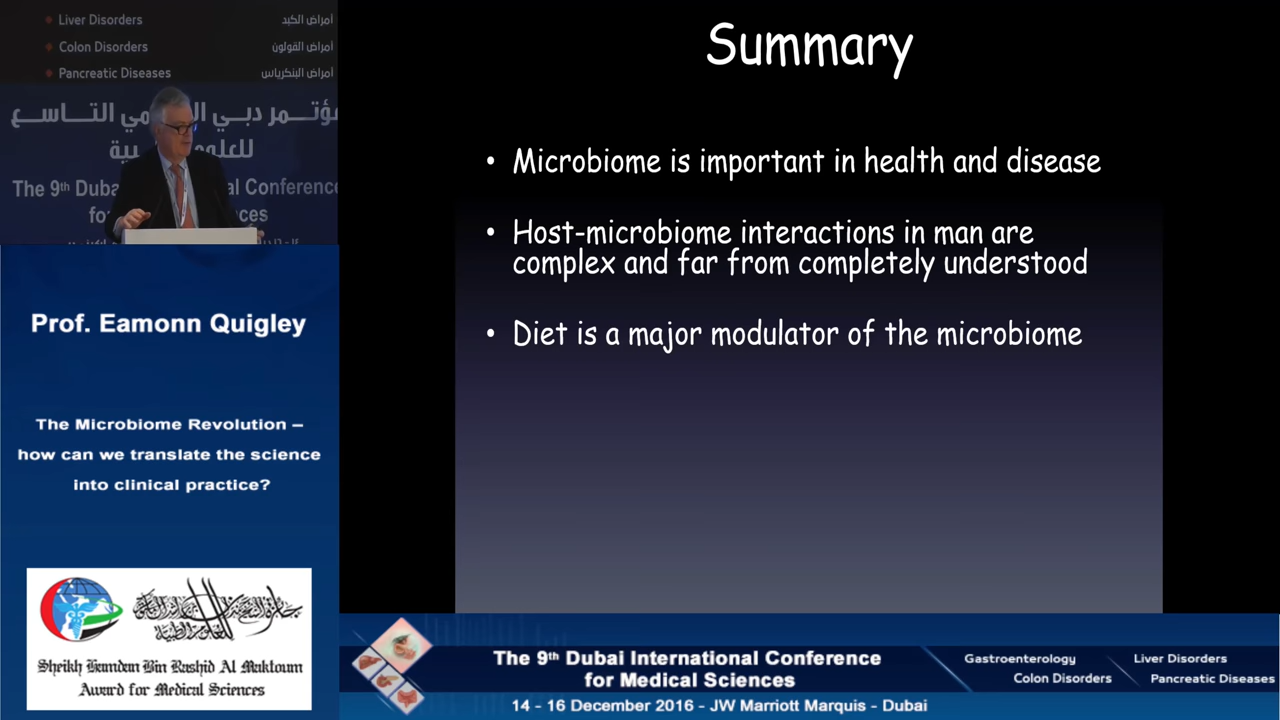 Liver Disorders
أمراض الكبد
Colon Disorders
أمراض القولون
Pancreatic Diseases
أمراض البنكرياس
دبي
التاسع
للعلوم
The 9th Duba
al Conference
Prof. Eamonn Quigley
The Microbiome Revolution –
how can we translate the science
into clinical practice?
Sheikh Hamdan Bin Rashid Al Maktoum
Award for Medical Sciences
Summary
• Microbiome is important in health and disease
• Host-microbiome interactions in man are
complex and far from completely understood
• Diet is a major modulator of the microbiome
The 9th Dubai International Conference
for Medical Sciences
14 - 16 December 2016 - JW Marriott Marquis - Dubai
Gastroenterology
Liver Disorders
Colon Disorders
Pancreatic Diseases